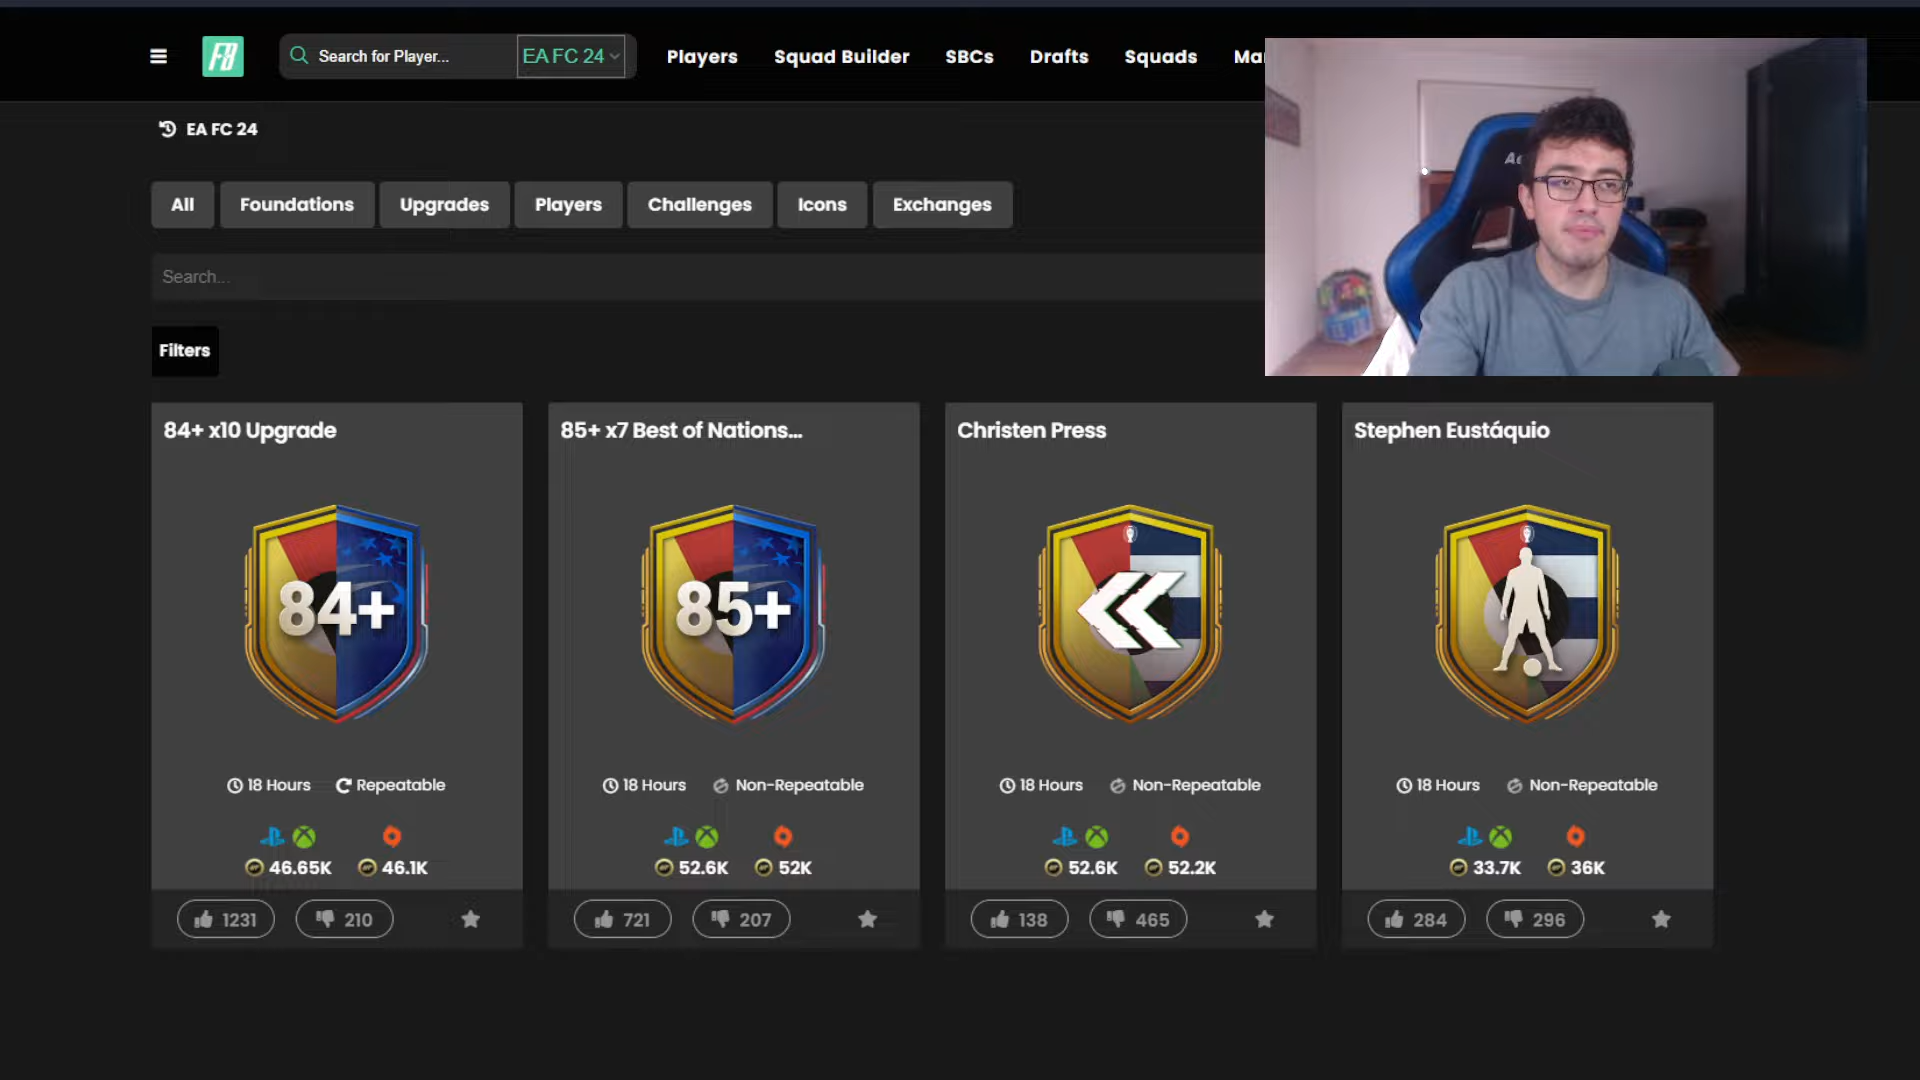 F8
Search for Player...
EA FC 24
Players
Squad Builder
SBCs
Drafts
Squads
EA FC 24
All
Foundations
Upgrades
Players
Challenges
Icons
Exchanges
Search...
Filters
84+ x10 Upgrade
84+
18 Hours
Repeatable
46.65K
46.1K
1231
210
85+ x7 Best of Nations...
85+
18 Hours
Non-Repeatable
52.6K
52K
721
207
Christen Press
18 Hours
Non-Repeatable
52.6K
52.2K
138
465
Stephen Eustáquio
18 Hours
Non-Repeatable
33.7K
36K
284
296